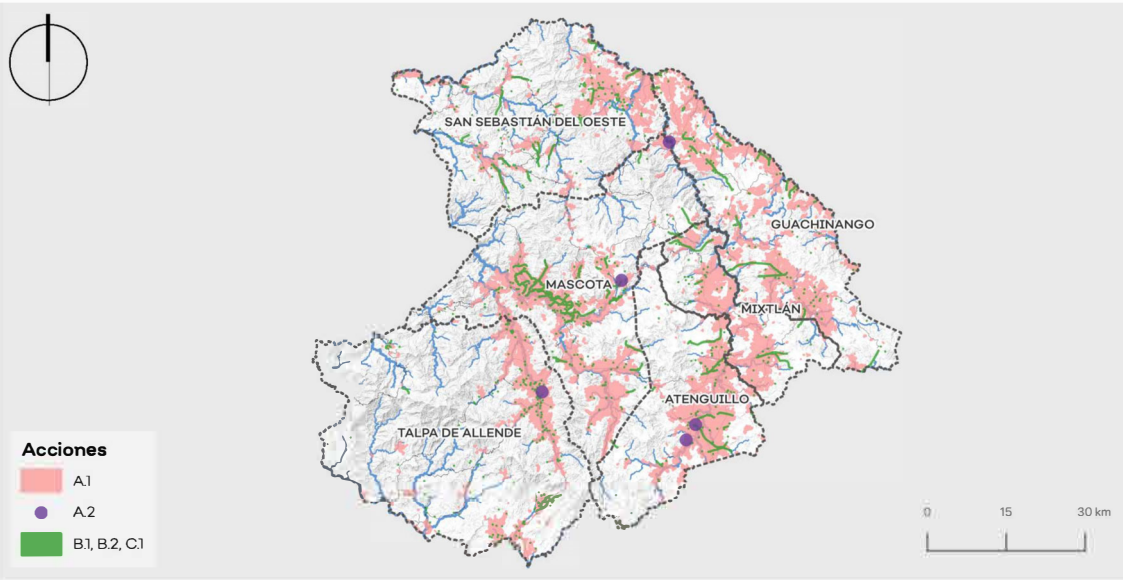 SAN SEBASTIÁN DEL OESTE
GUACHINANGO
MASCOTA
MIXTLÁN
ATENGUILLO
TALPA DE ALLENDE
Acciones
A.1
A.2
B.1, B.2, C.1
0 15 30 km